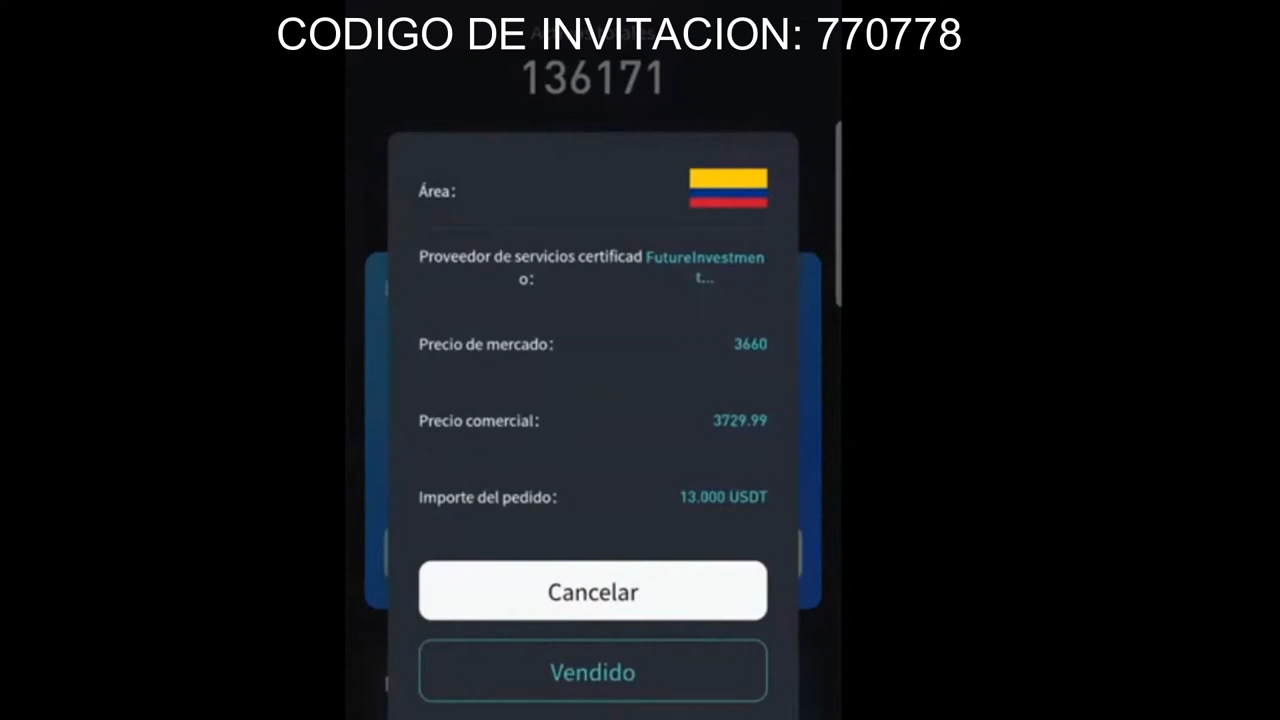 CODIGO DE INVITACION: 770778
136171
Área:
Proveedor de servicios certificad FutureInvestmen
o: t...
Precio de mercado: 3660
Precio comercial: 3729.99
Importe del pedido: 13.000 USDT
Cancelar
Vendido